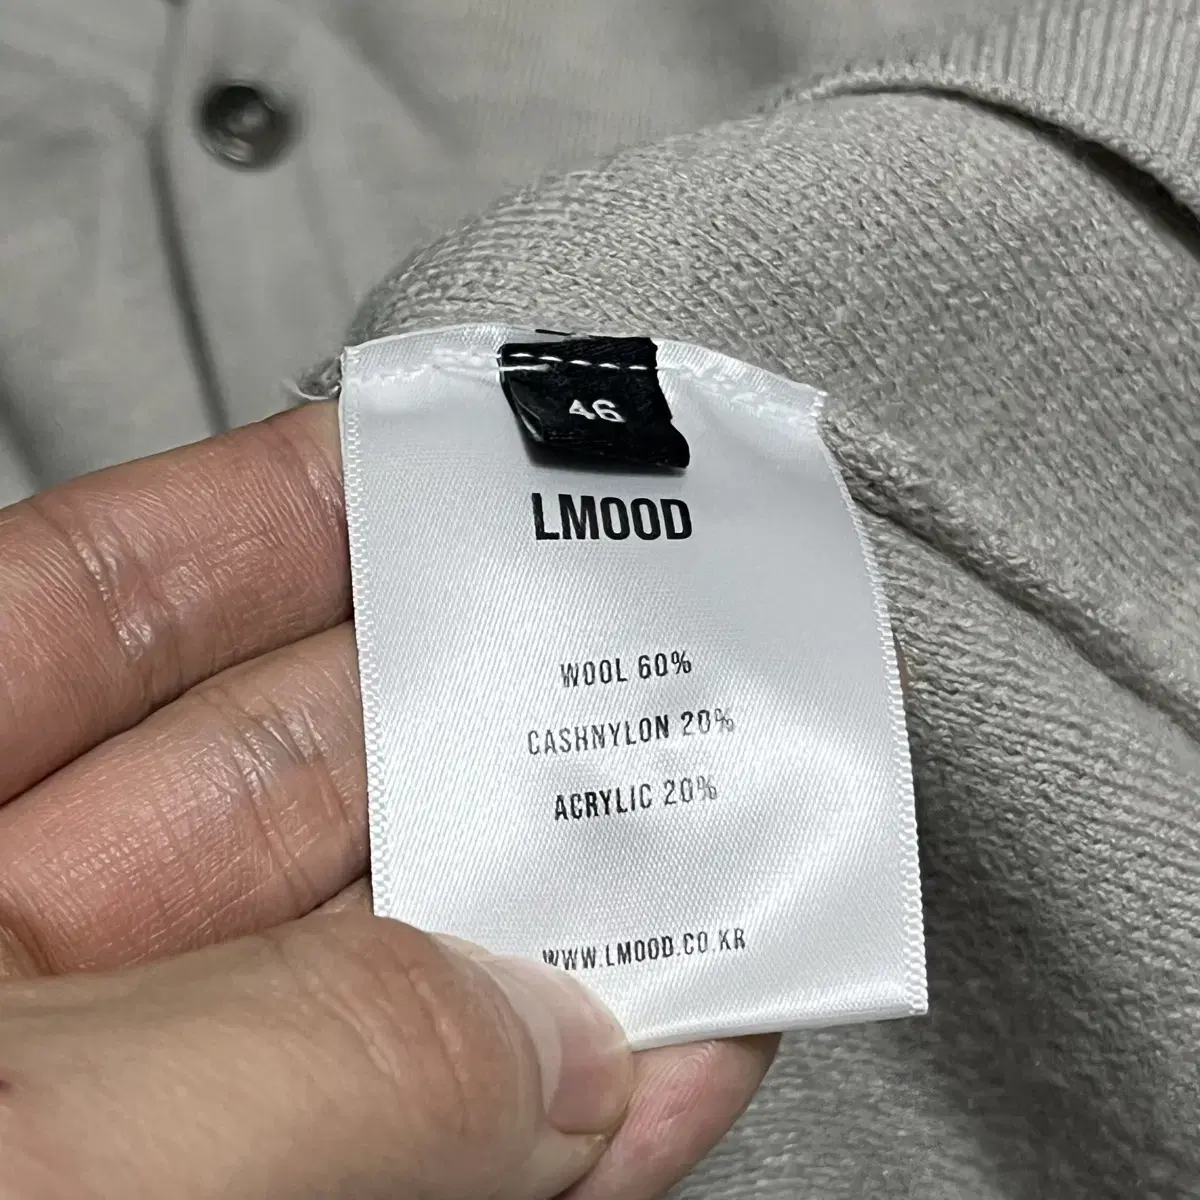 46
LMOOD
WOOL 60%
CASHNYLON 20%
ACRYLIC 20%
WWW.LMOOD.CO.KR